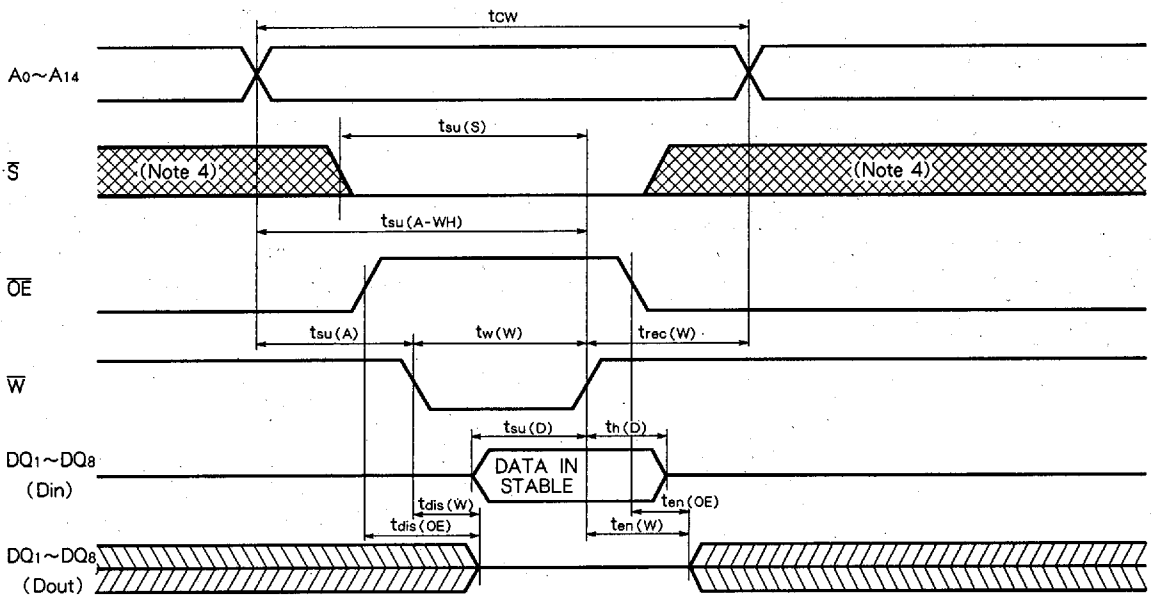 tCW
A0~A14
tsu(S)
S
(Note 4)
(Note 4)
tsu(A-WH)
OE
tsu(A)
tw(W)
trec(W)
W
tsu(D)
th(D)
DQ1~DQ8
(Din)
DATA IN
STABLE
tdis(W)
ten(OE)
tdis(OE)
ten(W)
DQ1~DQ8
(Dout)